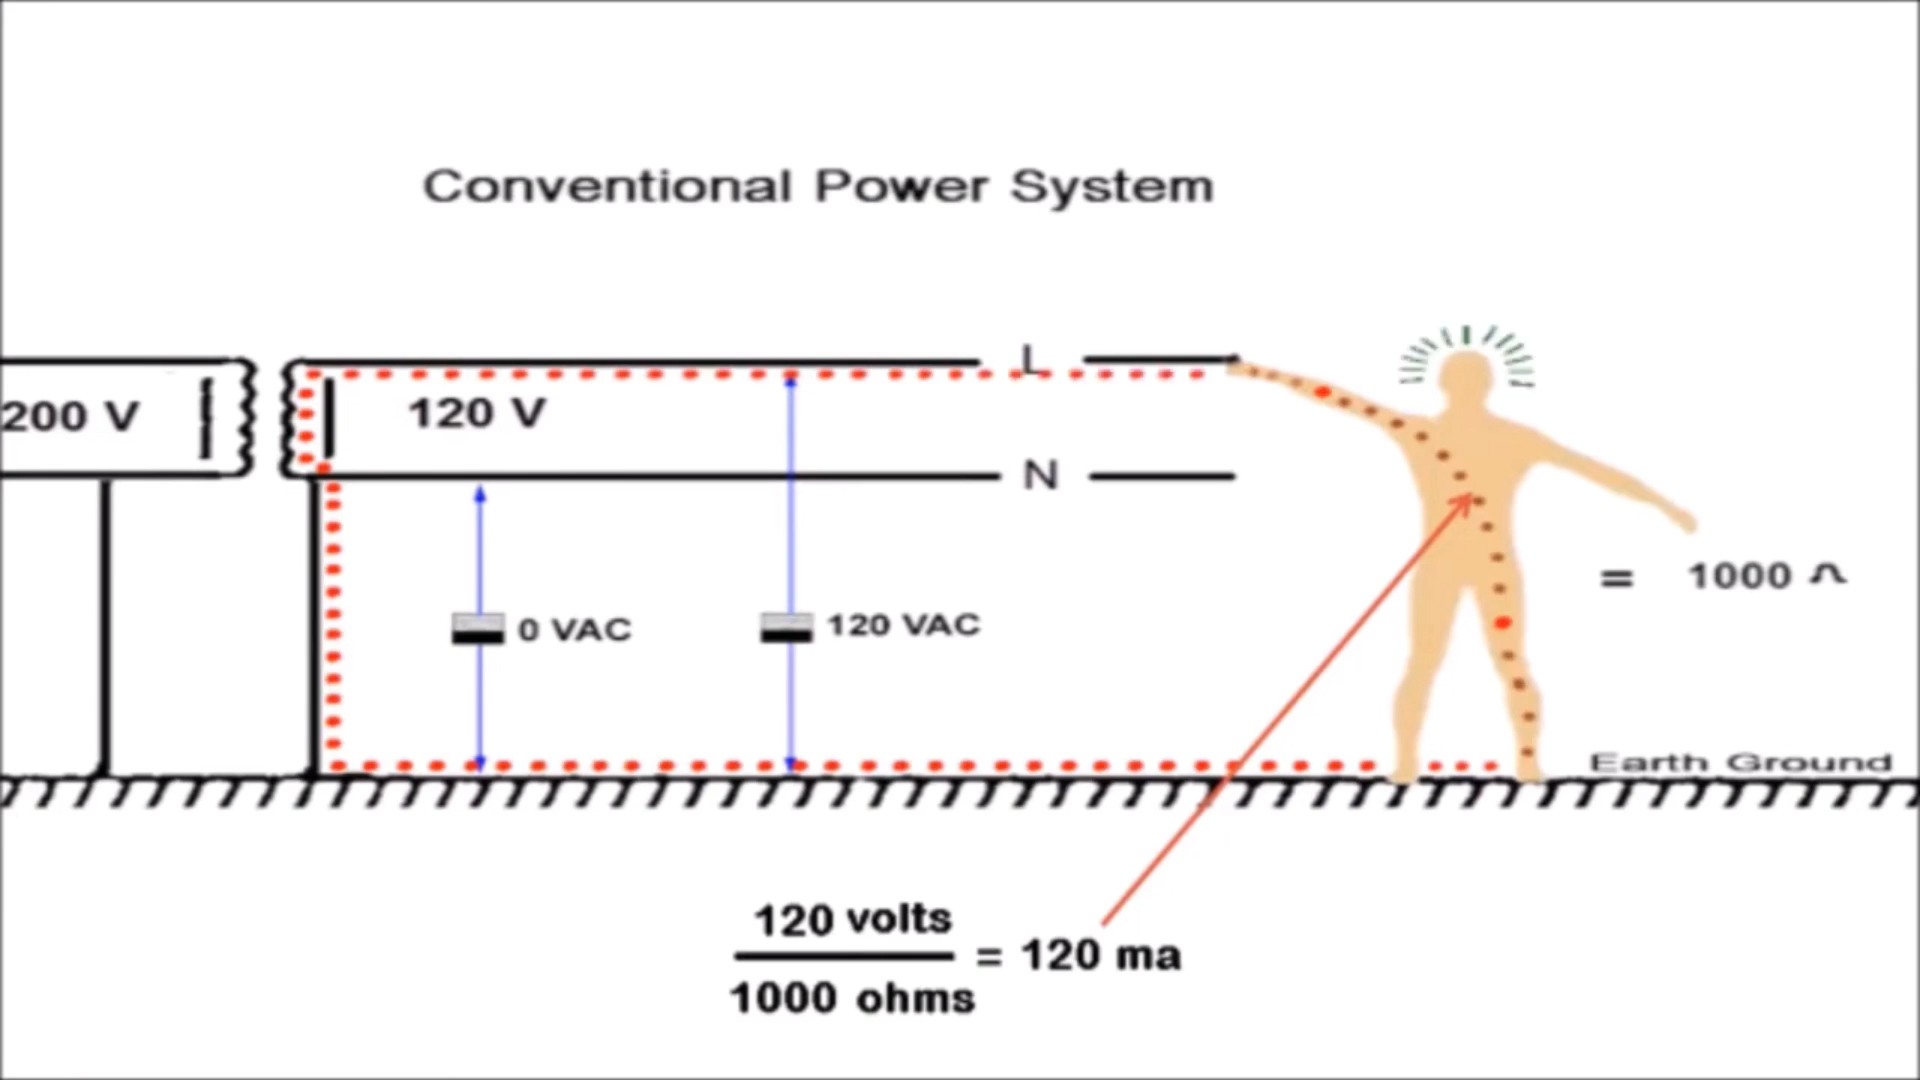 Conventional Power System
L
200 V
120 V
N
= 1000 Ω
0 VAC
120 VAC
Earth Ground
120 volts
1000 ohms
= 120 ma